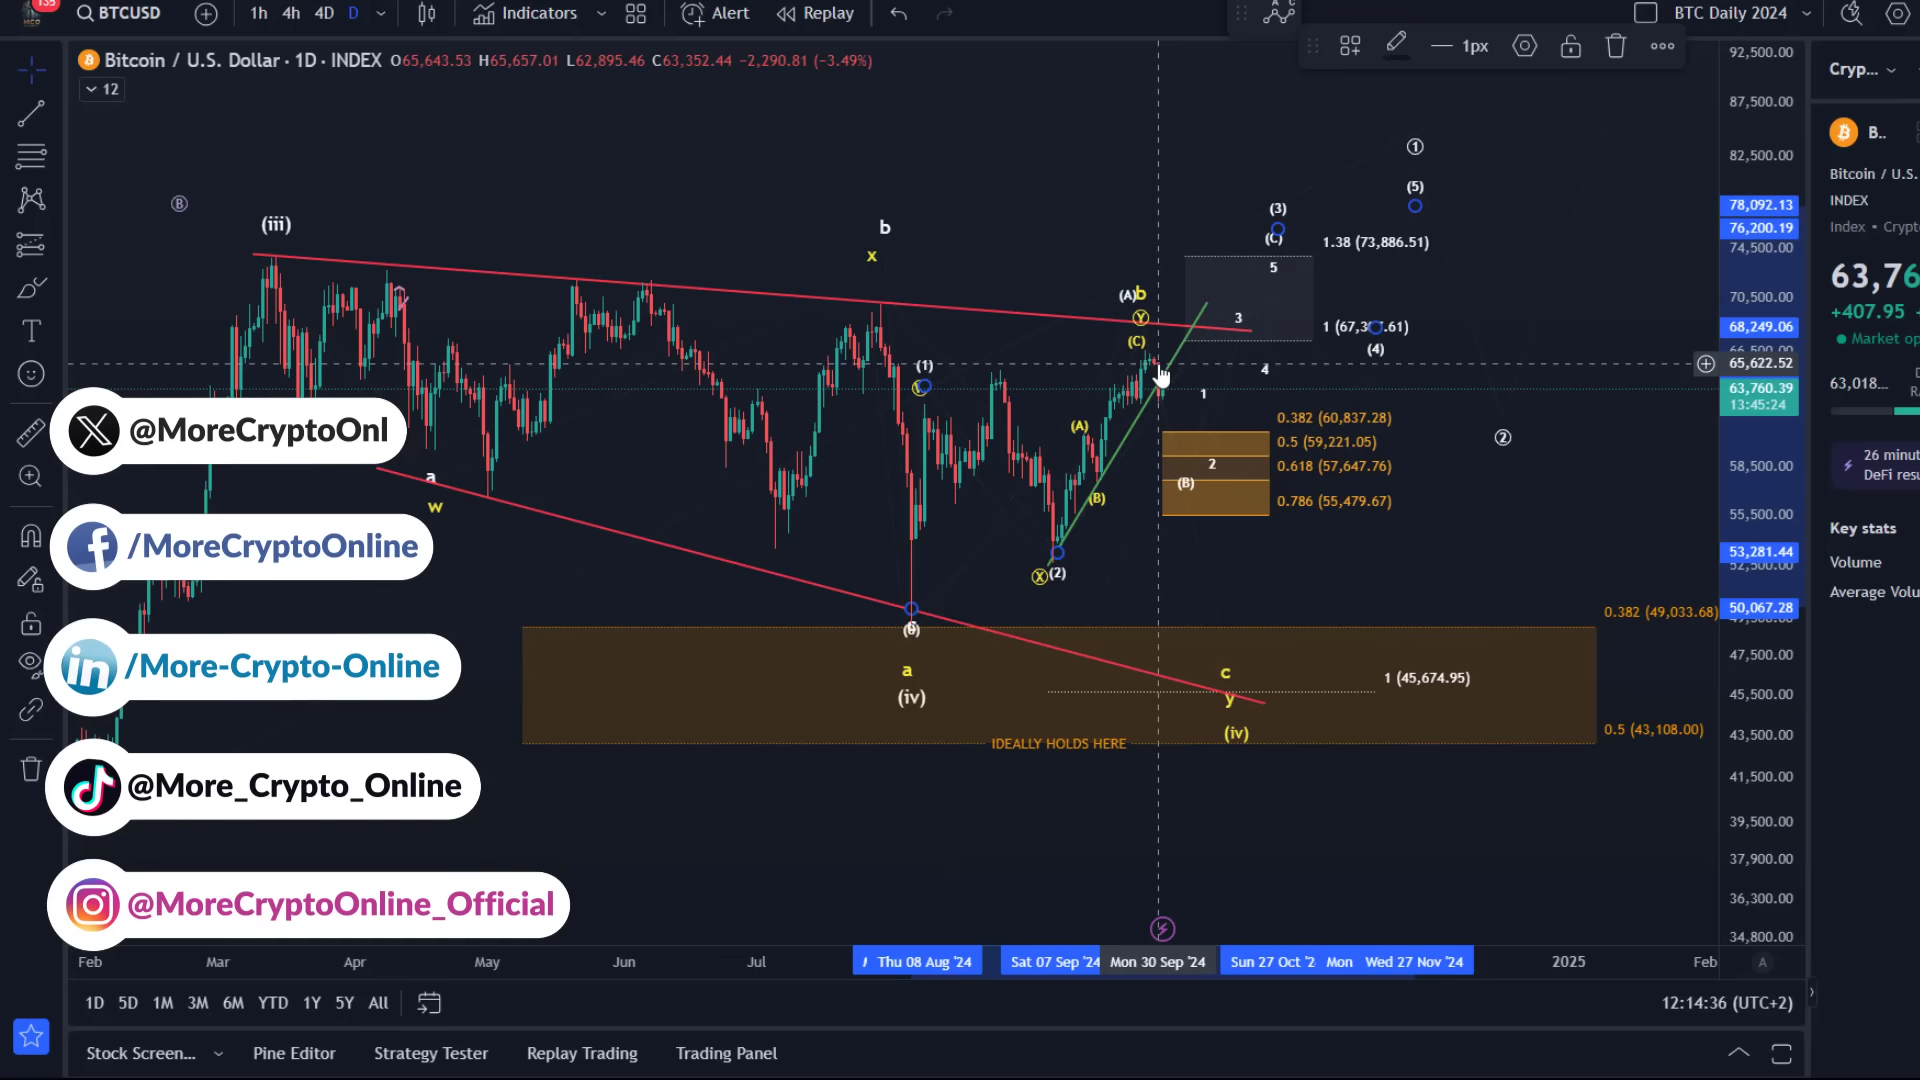 135
BTCUSD
1h 4h 4D D
Indicators
Alert
Replay
BTC Daily 2024
1px
Bitcoin / U.S. Dollar · 1D · INDEX O65,643.53 H65,657.01 L62,895.46 C63,352.44 −2,290.81 (−3.49%)
12
92,500.00
87,500.00
82,500.00
78,092.13
76,200.19
74,500.00
70,500.00
68,249.06
66,500.00
65,622.52
63,760.39
13:45:24
58,500.00
55,500.00
53,281.44
52,500.00
50,067.28
47,500.00
45,500.00
43,500.00
41,500.00
39,500.00
37,900.00
36,300.00
34,800.00
B
(iii)
b
x
(1)
a
w
(A)b
Y
(C)
(A)
(B)
X
(2)
1
(5)
(3)
(C)
5
3
4
1
(4)
2
(B)
2
1.38 (73,886.51)
0.382 (60,837.28)
0.5 (59,221.05)
0.618 (57,647.76)
0.786 (55,479.67)
0.382 (49,033.68)
1 (45,674.95)
0.5 (43,108.00)
a
(iv)
c
y
(iv)
IDEALLY HOLDS HERE
@MoreCryptoOnl
/MoreCryptoOnline
/More-Crypto-Online
@More_Crypto_Online
@MoreCryptoOnline_Official
Feb Mar Apr May Jun Jul Thu 08 Aug '24 Sat 07 Sep '24 Mon 30 Sep '24 Sun 27 Oct '2 Mon Wed 27 Nov '24 2025 Feb A
1D 5D 1M 3M 6M YTD 1Y 5Y All
12:14:36 (UTC+2)
Stock Screen... Pine Editor Strategy Tester Replay Trading Trading Panel
Cryp...
B..
Bitcoin / U.S.
INDEX
Index • Crypt
63,76
+407.95
Market op
63,018...
26 minut
DeFi resu
Key stats
Volume
Average Volu